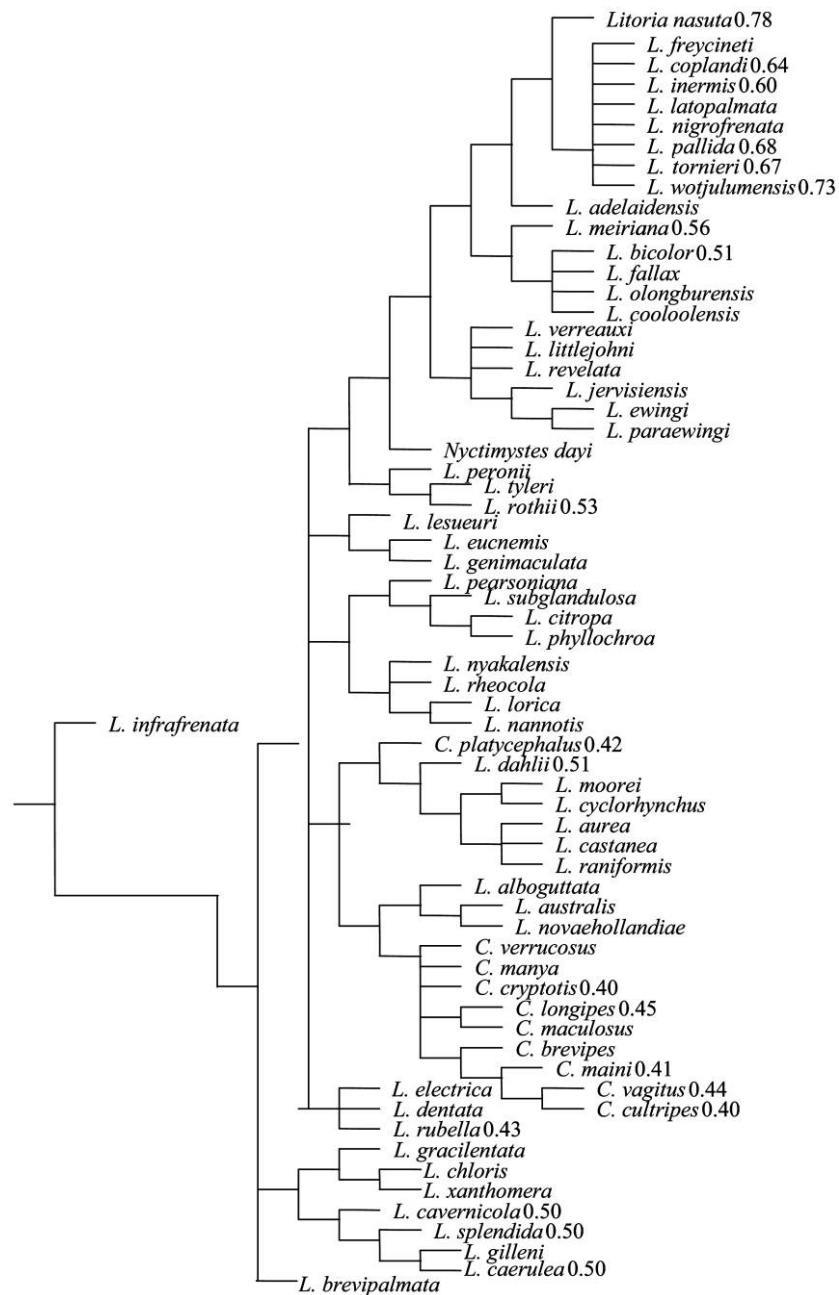 Litoria nasuta 0.78
L. freycineti
L. coplandi 0.64
L. inermis 0.60
L. latopalmata
L. nigrofrenata
L. pallida 0.68
L. tornieri 0.67
L. wotjulumensis 0.73
L. adelaidensis
L. meiriana 0.56
L. bicolor 0.51
L. fallax
L. olongburensis
L. cooloolensis
L. verreauxi
L. littlejohni
L. revelata
L. jervisiensis
L. ewingi
L. paraewingi
Nyctimystes dayi
L. peronii
L. tyleri
L. rothii 0.53
L. lesueuri
L. eucnemis
L. genimaculata
L. pearsoniana
L. subglandulosa
L. citropa
L. phyllochroa
L. nyakalensis
L. rheocola
L. lorica
L. nannotis
L. infrafrenata
C. platycephalus 0.42
L. dahlii 0.51
L. moorei
L. cyclorhynchus
L. aurea
L. castanea
L. raniformis
L. alboguttata
L. australis
L. novaehollandiae
C. verrucosus
C. manya
C. cryptotis 0.40
C. longipes 0.45
C. maculosus
C. brevipes
C. maini 0.41
C. vagitus 0.44
C. cultripes 0.40
L. electrica
L. dentata
L. rubella 0.43
L. gracilentata
L. chloris
L. xanthomera
L. cavernicola 0.50
L. splendida 0.50
L. gilleni
L. caerulea 0.50
L. brevipalmata